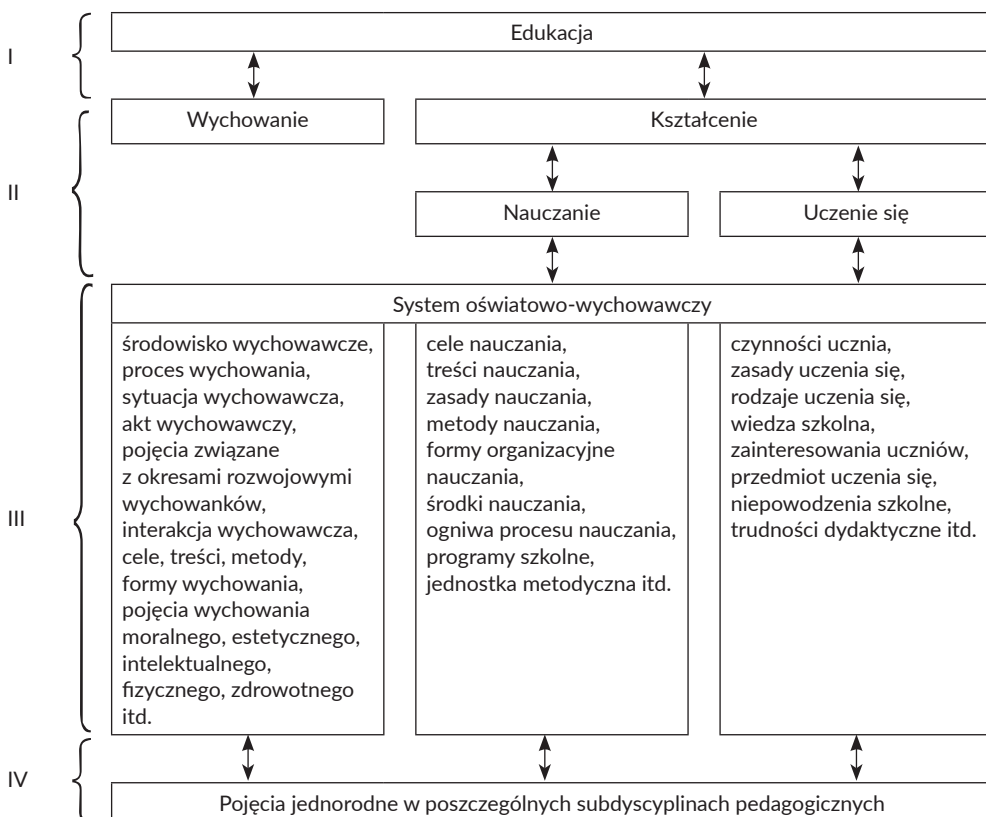 I
Edukacja
II
Wychowanie
Kształcenie
Nauczanie
Uczenie się
III
System oświatowo-wychowawczy
środowisko wychowawcze,
proces wychowania,
sytuacja wychowawcza,
akt wychowawczy,
pojęcia związane
z okresami rozwojowymi
wychowanków,
interakcja wychowawcza,
cele, treści, metody,
formy wychowania,
pojęcia wychowania
moralnego, estetycznego,
intelektualnego,
fizycznego, zdrowotnego
itd.
cele nauczania,
treści nauczania,
zasady nauczania,
metody nauczania,
formy organizacyjne
nauczania,
środki nauczania,
ogniwa procesu nauczania,
programy szkolne,
jednostka metodyczna itd.
czynności ucznia,
zasady uczenia się,
rodzaje uczenia się,
wiedza szkolna,
zainteresowania uczniów,
przedmiot uczenia się,
niepowodzenia szkolne,
trudności dydaktyczne itd.
IV
Pojęcia jednorodne w poszczególnych subdyscyplinach pedagogicznych